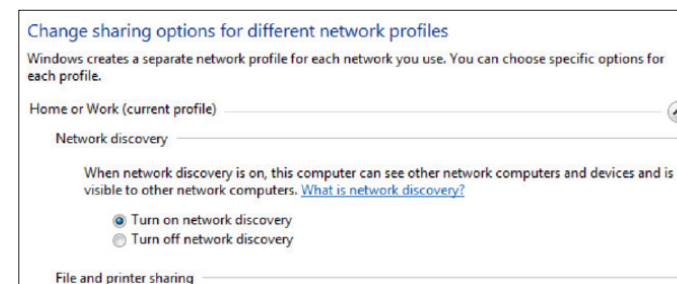 Change sharing options for different network profiles
Windows creates a separate network profile for each network you use. You can choose specific options for
each profile.
Home or Work (current profile)
Network discovery
When network discovery is on, this computer can see other network computers and devices and is
visible to other network computers. What is network discovery?
Turn on network discovery
Turn off network discovery
File and printer sharing